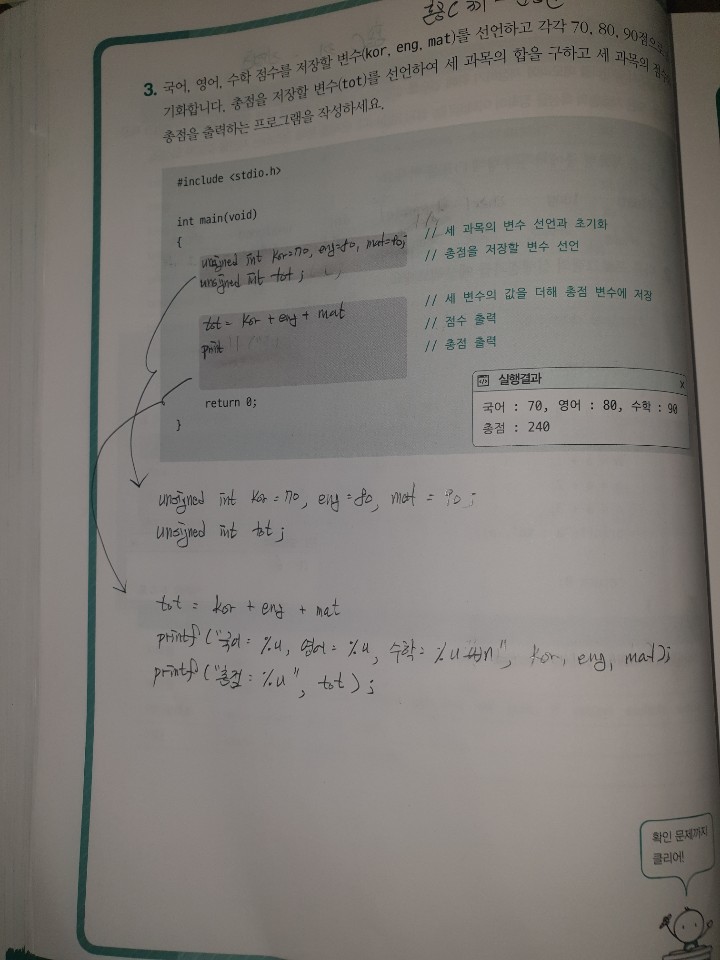 혼C
3. 국어, 영어, 수학 점수를 저장할 변수(kor, eng, mat)를 선언하고 각각 70, 80, 90점으로
기화합니다. 총점을 저장할 변수(tot)를 선언하여 세 과목의 합을 구하고 세 과목의 점수
총점을 출력하는 프로그램을 작성하세요.
#include <stdio.h>
int main(void)
{
unsigned int kor=70, eng=80, mat=90; // 세 과목의 변수 선언과 초기화
unsigned int tot; // 총점을 저장할 변수 선언
tot = kor + eng + mat // 세 변수의 값을 더해 총점 변수에 저장
print // 점수 출력
// 총점 출력
return 0;
}
실행결과 x
국어 : 70, 영어 : 80, 수학 : 90
총점 : 240
unsigned int kor = 70, eng = 80, mat = 90;
unsigned int tot;
tot = kor + eng + mat
printf("국어 : %u, 영어 = %u, 수학 = %u \n", kor, eng, mat);
printf("총점 : %u", tot);
확인 문제까지
클리어!